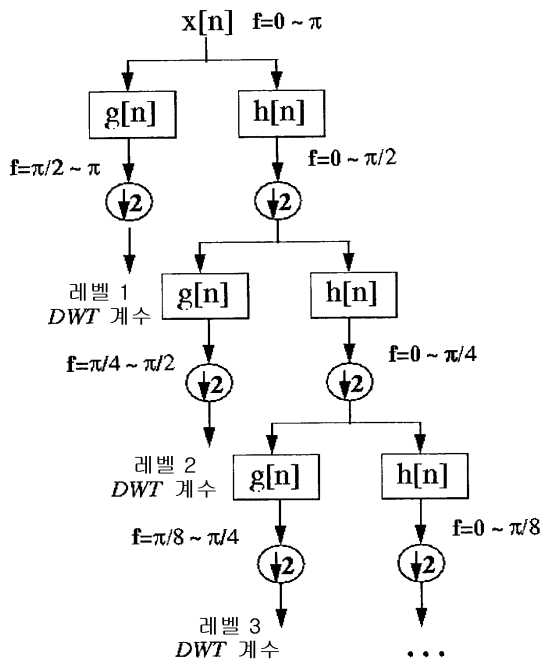 x[n] f=0 ~ π
g[n] h[n]
f=π/2 ~ π f=0 ~ π/2
↓2 ↓2
레벨 1
DWT 계수
g[n] h[n]
f=π/4 ~ π/2 f=0 ~ π/4
↓2 ↓2
레벨 2
DWT 계수
g[n] h[n]
f=π/8 ~ π/4 f=0 ~ π/8
↓2 ↓2
레벨 3
DWT 계수 ...